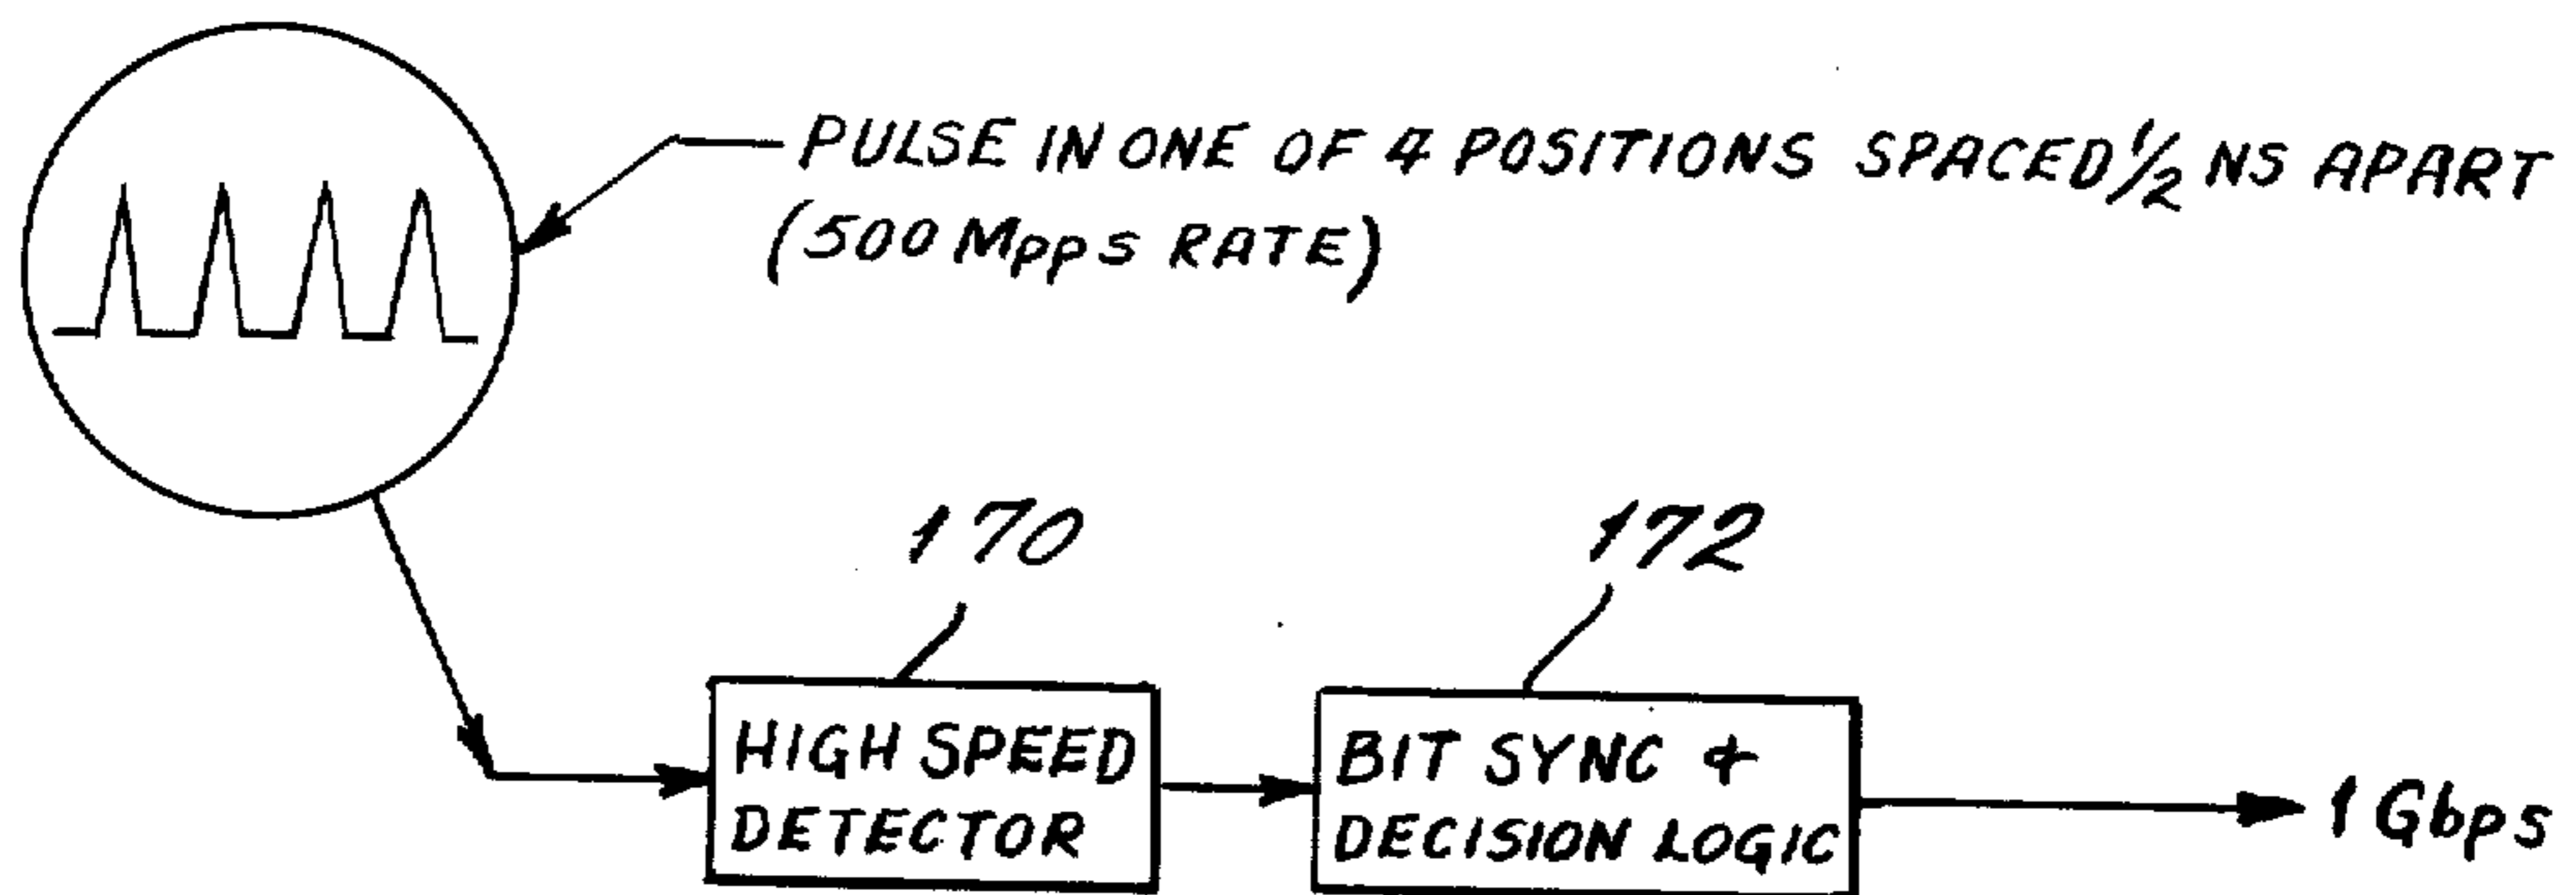 PULSE IN ONE OF 4 POSITIONS SPACED 1/2 NS APART
(500 Mpps RATE)
170
172
HIGH SPEED
DETECTOR
BIT SYNC &
DECISION LOGIC
1 Gbps